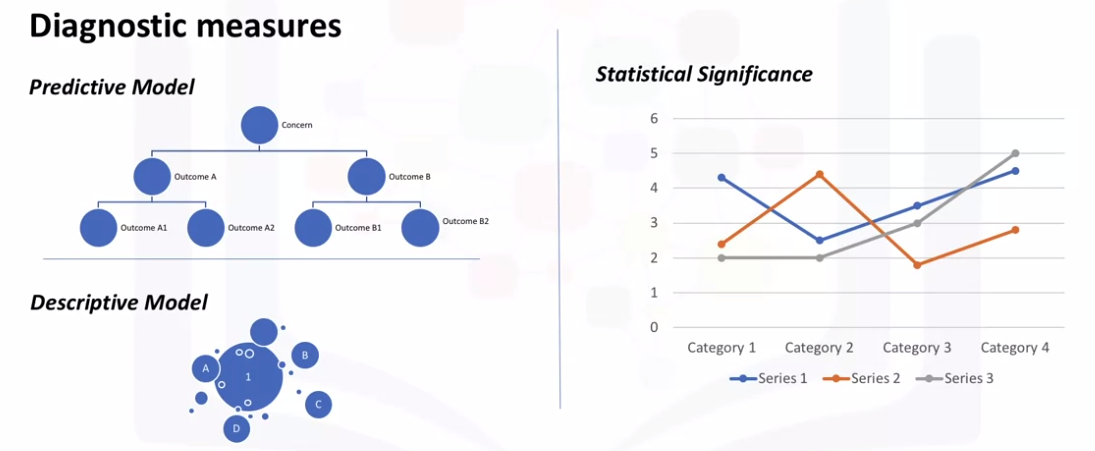 Diagnostic measures
Predictive Model
Concern
Outcome A
Outcome B
Outcome A1
Outcome A2
Outcome B1
Outcome B2
Descriptive Model
1
A
B
C
D
Statistical Significance
6
5
4
3
2
1
0
Category 1 Category 2 Category 3 Category 4
Series 1 Series 2 Series 3